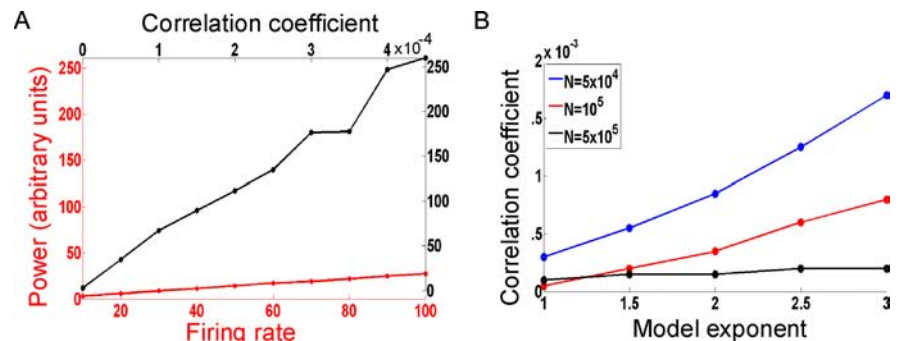 A
Correlation coefficient
0 1 2 3 4 ×10⁻⁴
Power (arbitrary units)
250
200
150
100
50
0
250
200
150
100
50
0
20 40 60 80 100
Firing rate
B
2 × 10⁻³
.5
1
.5
0
Correlation coefficient
N=5x10⁴
N=10⁵
N=5x10⁵
1 1.5 2 2.5 3
Model exponent